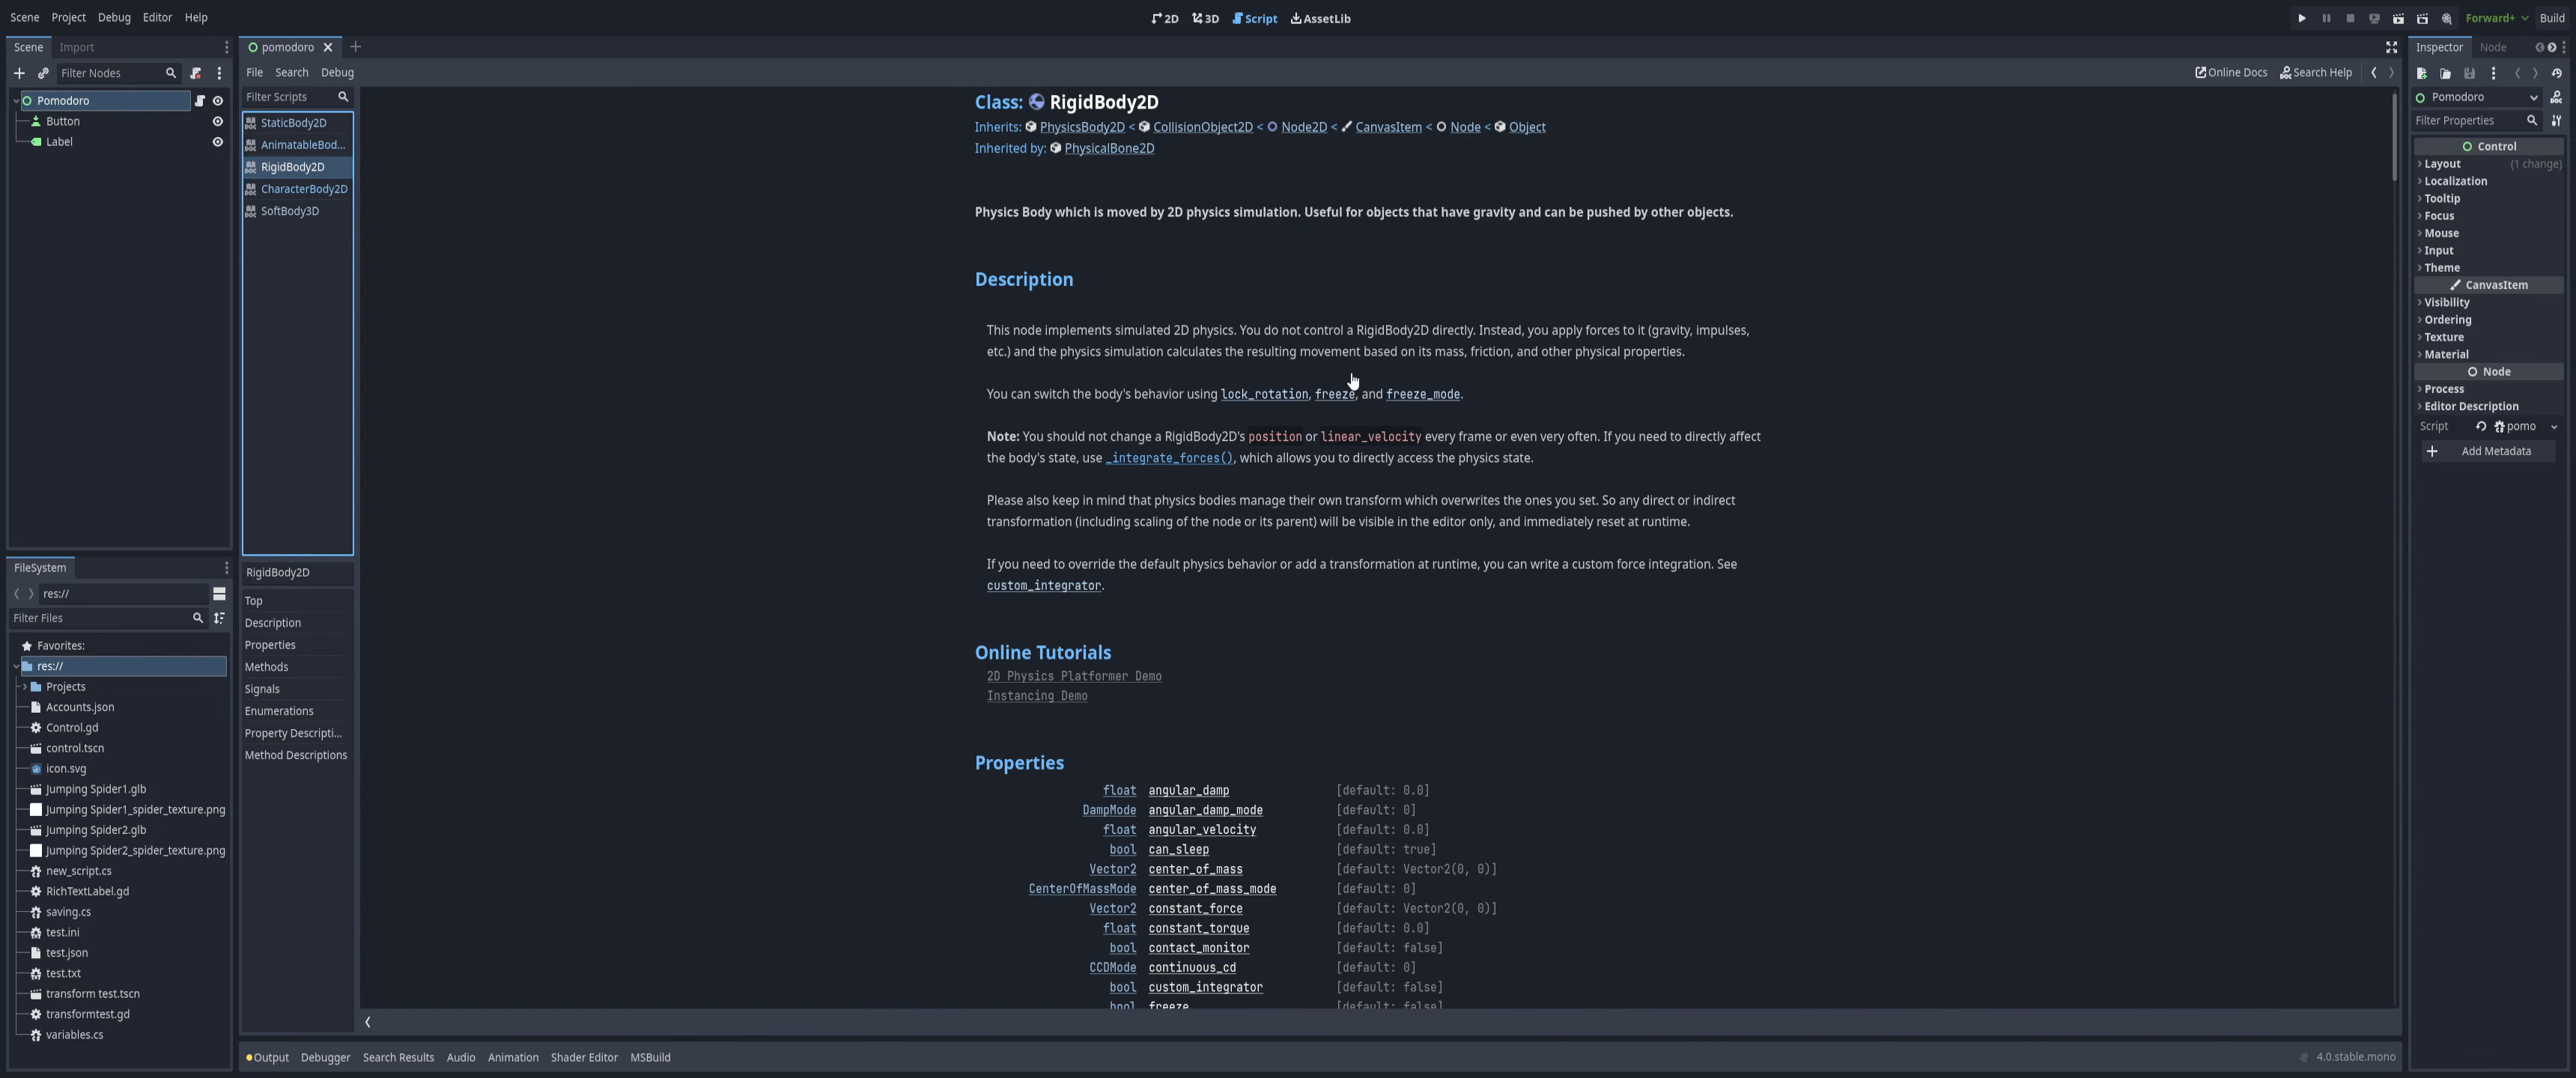 Scene Project Debug Editor Help
2D 3D Script AssetLib
Forward+ Build
Scene Import
Filter Nodes
Pomodoro
Button
Label
FileSystem
res://
Filter Files
Favorites:
res://
Projects
Accounts.json
Control.gd
control.tscn
icon.svg
Jumping Spider1.glb
Jumping Spider1_spider_texture.png
Jumping Spider2.glb
Jumping Spider2_spider_texture.png
new_script.cs
RichTextLabel.gd
saving.cs
test.ini
test.json
test.txt
transform test.tscn
transformtest.gd
variables.cs
pomodoro
File Search Debug
Online Docs Search Help
Filter Scripts
StaticBody2D
AnimatableBod...
RigidBody2D
CharacterBody2D
SoftBody3D
RigidBody2D
Top
Description
Properties
Methods
Signals
Enumerations
Property Descripti...
Method Descriptions
Class: RigidBody2D
Inherits: PhysicsBody2D < CollisionObject2D < Node2D < CanvasItem < Node < Object
Inherited by: PhysicalBone2D
Physics Body which is moved by 2D physics simulation. Useful for objects that have gravity and can be pushed by other objects.
Description
This node implements simulated 2D physics. You do not control a RigidBody2D directly. Instead, you apply forces to it (gravity, impulses,
etc.) and the physics simulation calculates the resulting movement based on its mass, friction, and other physical properties.
You can switch the body's behavior using lock_rotation, freeze, and freeze_mode.
Note: You should not change a RigidBody2D's position or linear_velocity every frame or even very often. If you need to directly affect
the body's state, use _integrate_forces(), which allows you to directly access the physics state.
Please also keep in mind that physics bodies manage their own transform which overwrites the ones you set. So any direct or indirect
transformation (including scaling of the node or its parent) will be visible in the editor only, and immediately reset at runtime.
If you need to override the default physics behavior or add a transformation at runtime, you can write a custom force integration. See
custom_integrator.
Online Tutorials
2D Physics Platformer Demo
Instancing Demo
Properties
float angular_damp [default: 0.0]
DampMode angular_damp_mode [default: 0]
float angular_velocity [default: 0.0]
bool can_sleep [default: true]
Vector2 center_of_mass [default: Vector2(0, 0)]
CenterOfMassMode center_of_mass_mode [default: 0]
Vector2 constant_force [default: Vector2(0, 0)]
float constant_torque [default: 0.0]
bool contact_monitor [default: false]
CCDMode continuous_cd [default: 0]
bool custom_integrator [default: false]
bool freeze [default: false]
Output Debugger Search Results Audio Animation Shader Editor MSBuild
4.0.stable.mono
Inspector Node
Pomodoro
Filter Properties
Control
Layout (1 change)
Localization
Tooltip
Focus
Mouse
Input
Theme
CanvasItem
Visibility
Ordering
Texture
Material
Node
Process
Editor Description
Script pomo
Add Metadata